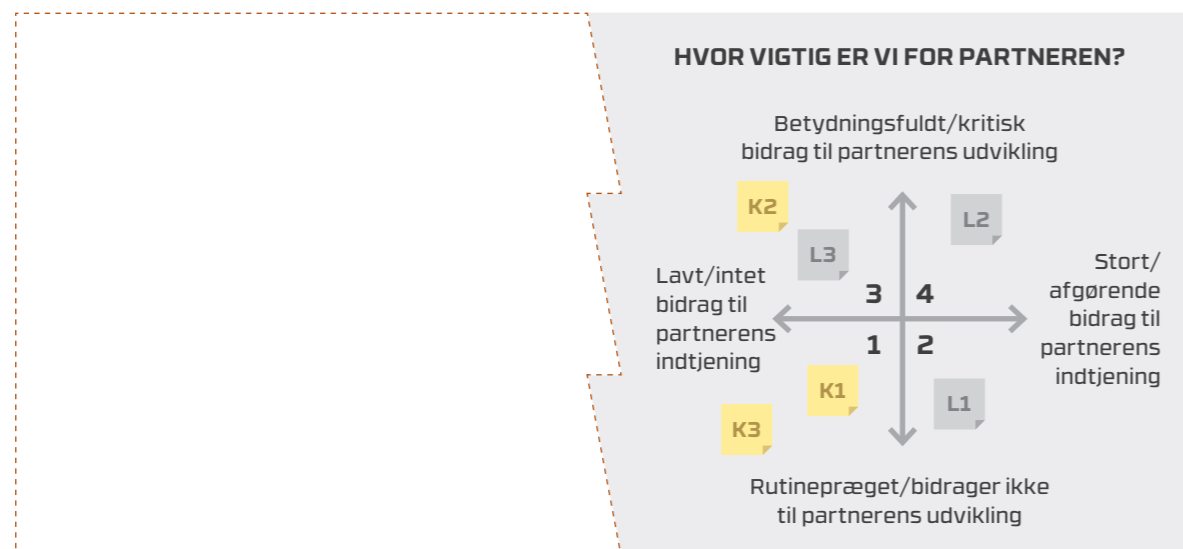 HVOR VIGTIG ER VI FOR PARTNEREN?
Betydningsfuldt/kritisk
bidrag til partnerens udvikling
K2
L2
L3
Lavt/intet
bidrag til
partnerens
indtjening
Stort/
afgørende
bidrag til
partnerens
indtjening
3 4
1 2
K1
L1
K3
Rutinepræget/bidrager ikke
til partnerens udvikling